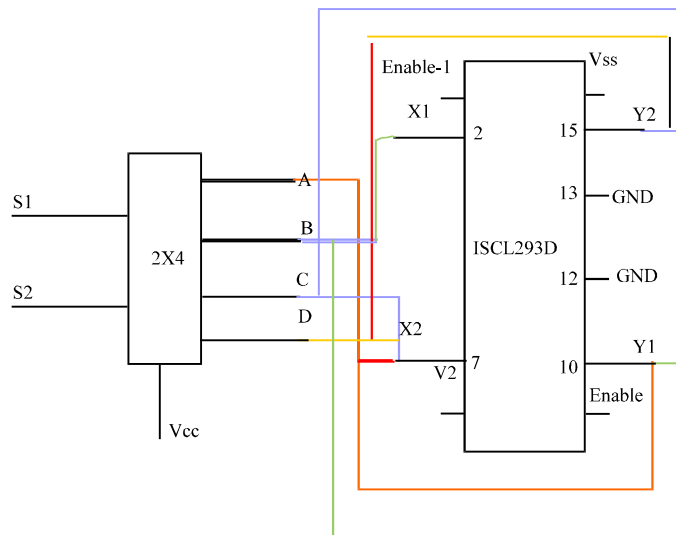 Enable-1
Vss
X1
Y2
2
15
A
S1
13
GND
B
2X4
ISCL293D
C
12
GND
S2
D
X2
Y1
V2
7
10
Enable
Vcc